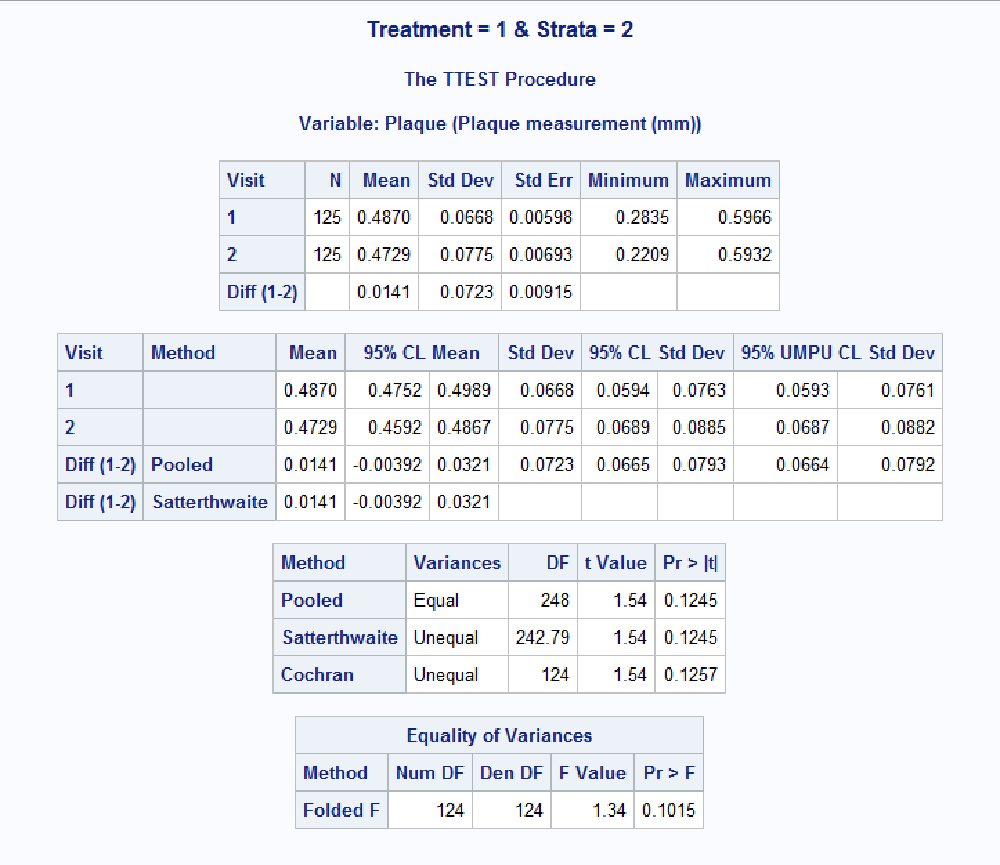 Treatment = 1 & Strata = 2
The TTEST Procedure
Variable: Plaque (Plaque measurement (mm))
Visit N Mean Std Dev Std Err Minimum Maximum
1 125 0.4870 0.0668 0.00598 0.2835 0.5966
2 125 0.4729 0.0775 0.00693 0.2209 0.5932
Diff (1-2) 0.0141 0.0723 0.00915
Visit Method Mean 95% CL Mean Std Dev 95% CL Std Dev 95% UMPU CL Std Dev
1 0.4870 0.4752 0.4989 0.0668 0.0594 0.0763 0.0593 0.0761
2 0.4729 0.4592 0.4867 0.0775 0.0689 0.0885 0.0687 0.0882
Diff (1-2) Pooled 0.0141 -0.00392 0.0321 0.0723 0.0665 0.0793 0.0664 0.0792
Diff (1-2) Satterthwaite 0.0141 -0.00392 0.0321
Method Variances DF t Value Pr > |t|
Pooled Equal 248 1.54 0.1245
Satterthwaite Unequal 242.79 1.54 0.1245
Cochran Unequal 124 1.54 0.1257
Equality of Variances
Method Num DF Den DF F Value Pr > F
Folded F 124 124 1.34 0.1015